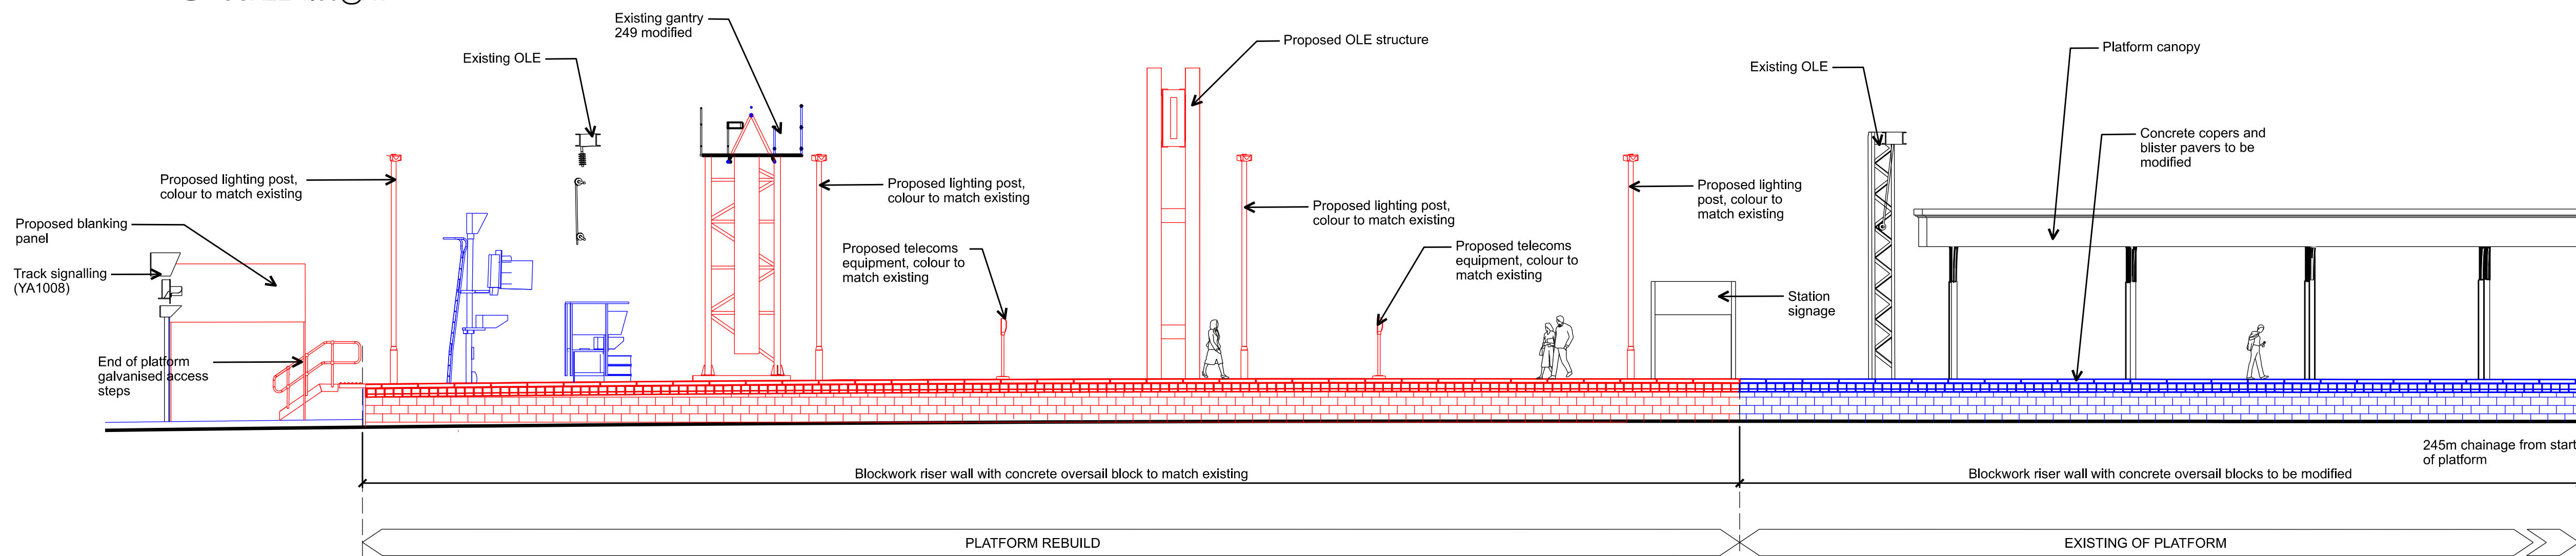 Existing gantry
249 modified
Existing OLE
Proposed OLE structure
Platform canopy
Existing OLE
Concrete copers and
blister pavers to be
modified
Proposed lighting post,
colour to match existing
Proposed lighting post,
colour to match existing
Proposed lighting post,
colour to match existing
Proposed lighting
post, colour to
match existing
Proposed blanking
panel
Proposed telecoms
equipment, colour to
match existing
Proposed telecoms
equipment, colour to
match existing
Track signalling
(YA1008)
Station
signage
End of platform
galvanised access
steps
245m chainage from start
of platform
Blockwork riser wall with concrete oversail block to match existing
Blockwork riser wall with concrete oversail blocks to be modified
PLATFORM REBUILD
EXISTING OF PLATFORM